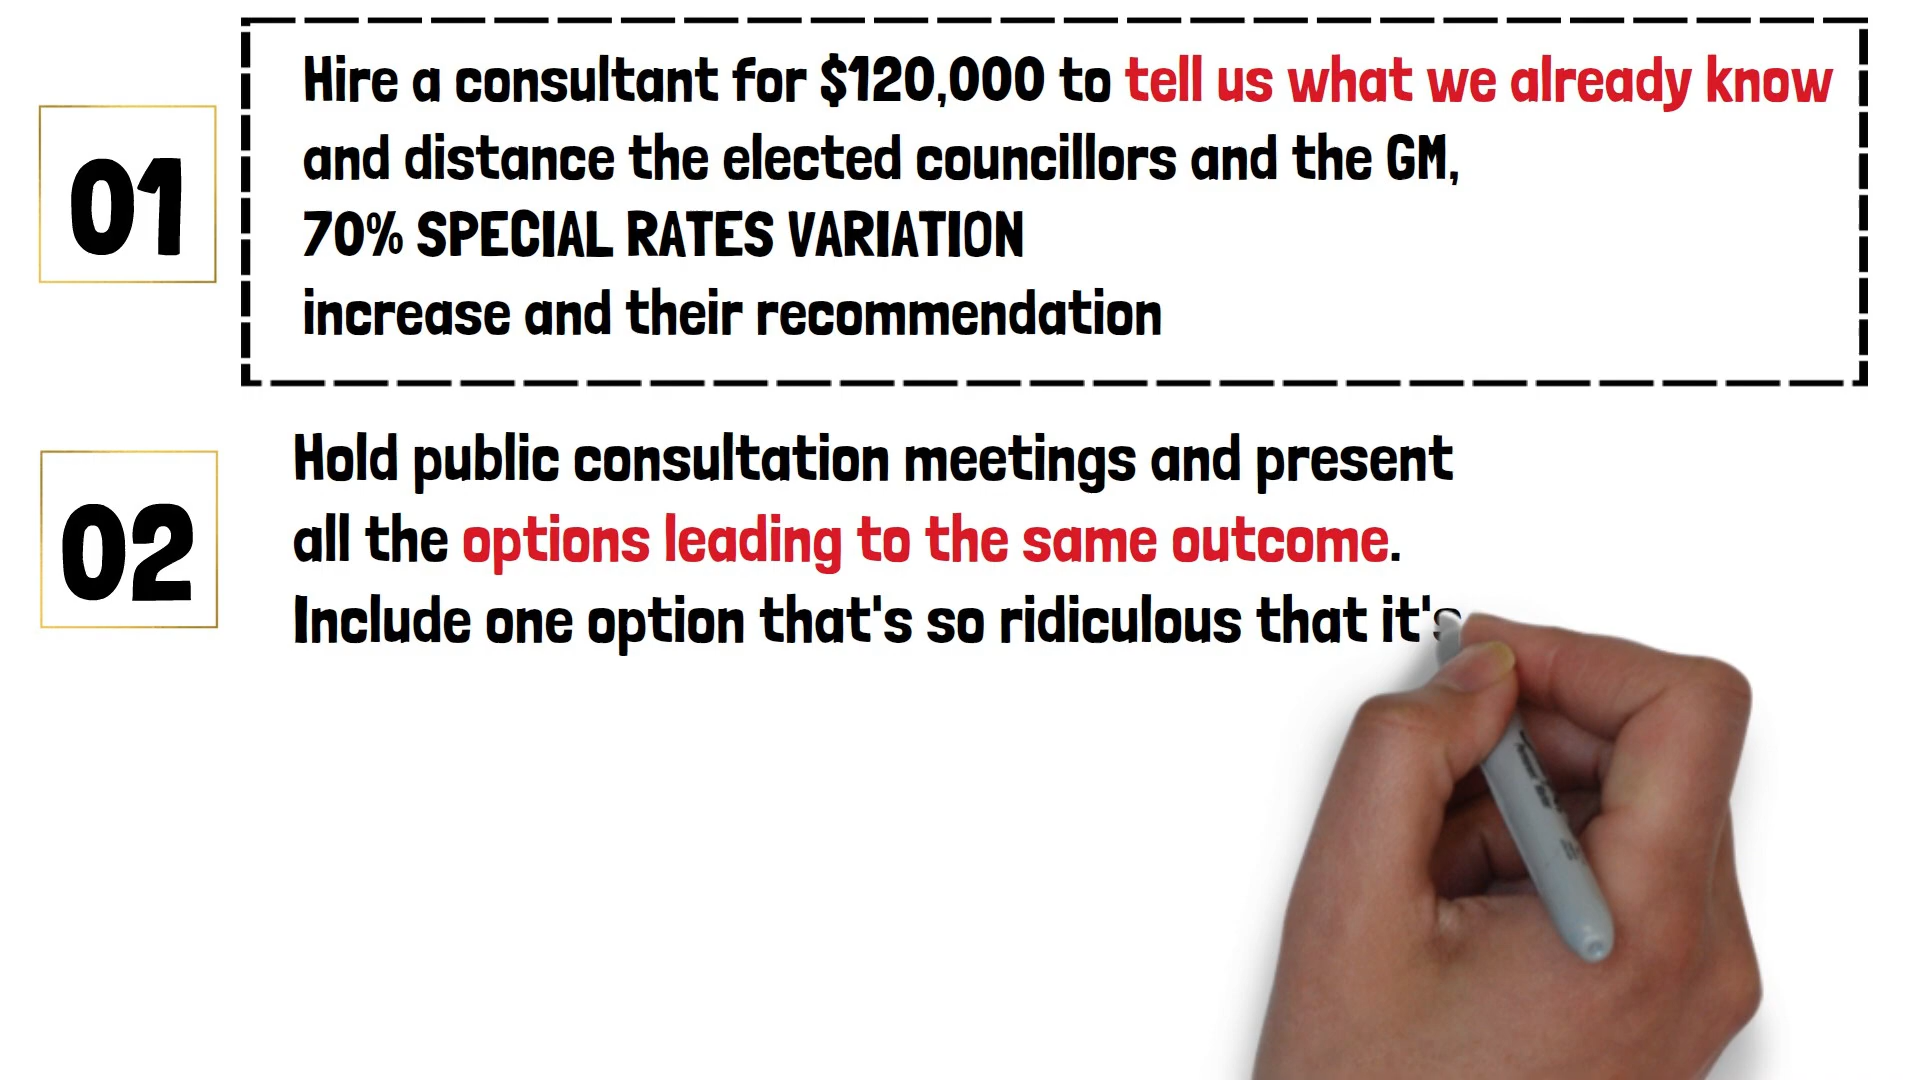 01
Hire a consultant for $120,000 to tell us what we already know
and distance the elected councillors and the GM,
70% SPECIAL RATES VARIATION
increase and their recommendation
02
Hold public consultation meetings and present
all the options leading to the same outcome.
Include one option that's so ridiculous that it's